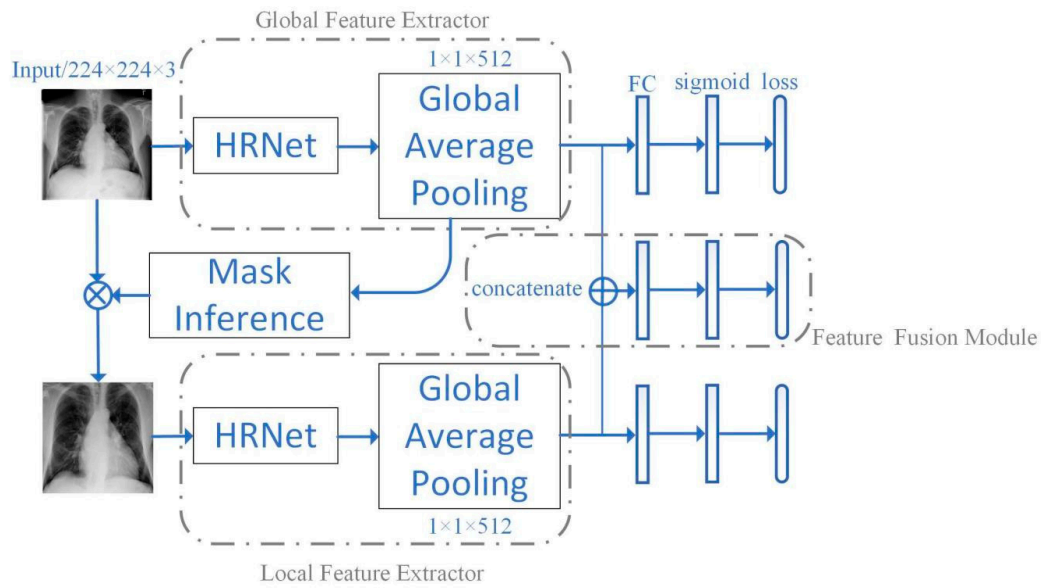 Global Feature Extractor
Input/224×224×3
1×1×512
FC
sigmoid
loss
HRNet
Global
Average
Pooling
Mask
Inference
concatenate
Feature Fusion Module
HRNet
Global
Average
Pooling
1×1×512
Local Feature Extractor